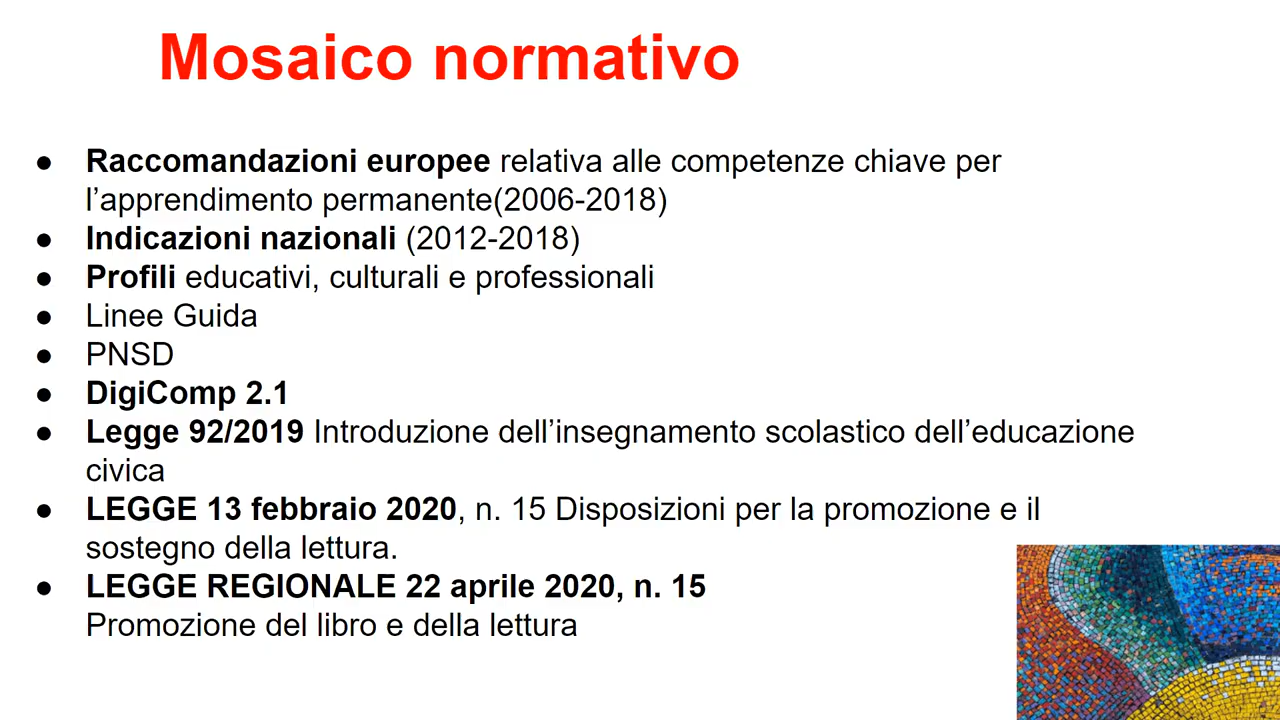 Mosaico normativo
● Raccomandazioni europee relativa alle competenze chiave per
l’apprendimento permanente(2006-2018)
● Indicazioni nazionali (2012-2018)
● Profili educativi, culturali e professionali
● Linee Guida
● PNSD
● DigiComp 2.1
● Legge 92/2019 Introduzione dell’insegnamento scolastico dell’educazione
civica
● LEGGE 13 febbraio 2020, n. 15 Disposizioni per la promozione e il
sostegno della lettura.
● LEGGE REGIONALE 22 aprile 2020, n. 15
Promozione del libro e della lettura